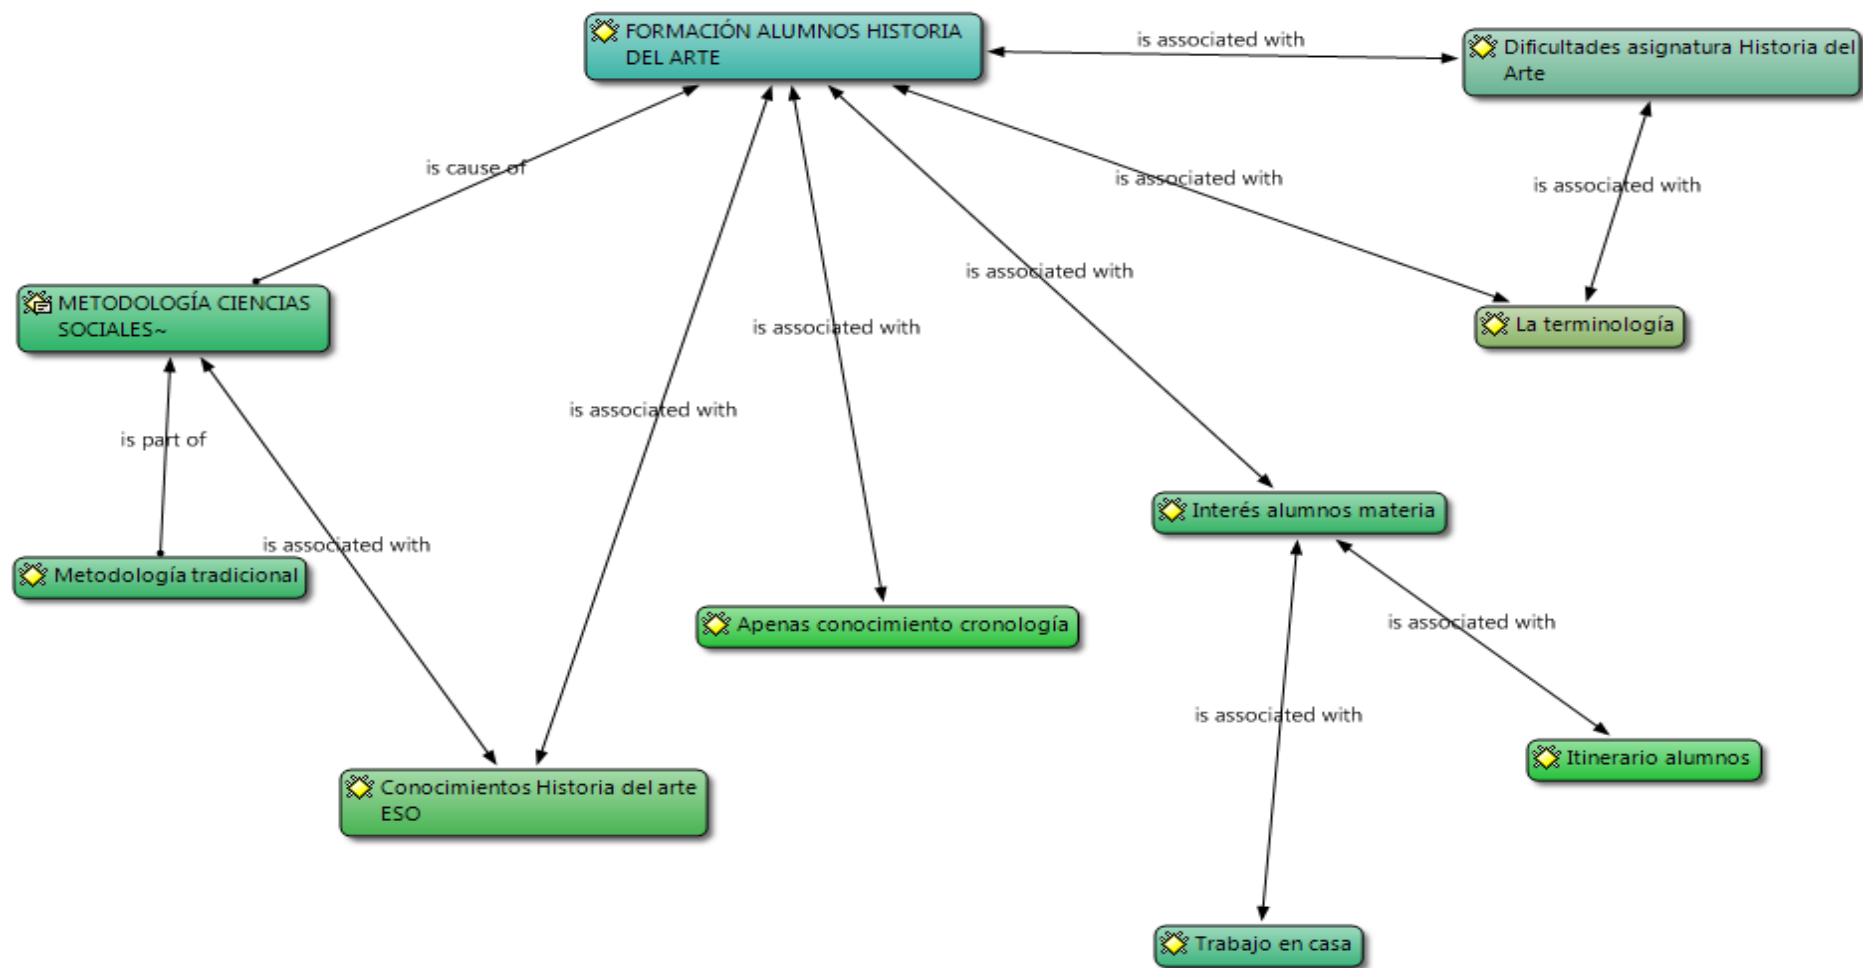 FORMACIÓN ALUMNOS HISTORIA
DEL ARTE
is associated with
Dificultades asignatura Historia del
Arte
is cause of
is associated with
is associated with
is associated with
METODOLOGÍA CIENCIAS
SOCIALES~
is associated with
La terminología
is associated with
is part of
is associated with
Interés alumnos materia
Metodología tradicional
Apenas conocimiento cronología
is associated with
is associated with
Itinerario alumnos
Conocimientos Historia del arte
ESO
Trabajo en casa